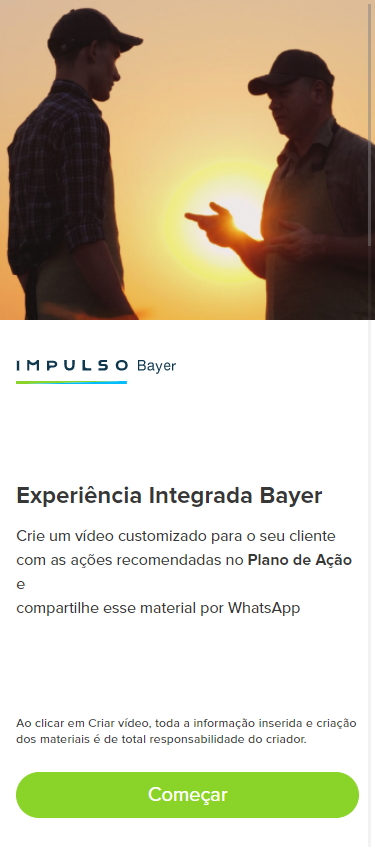 IMPULSO Bayer
Experiência Integrada Bayer
Crie um vídeo customizado para o seu cliente
com as ações recomendadas no Plano de Ação
e
compartilhe esse material por WhatsApp
Ao clicar em Criar vídeo, toda a informação inserida e criação
dos materiais é de total responsabilidade do criador.
Começar